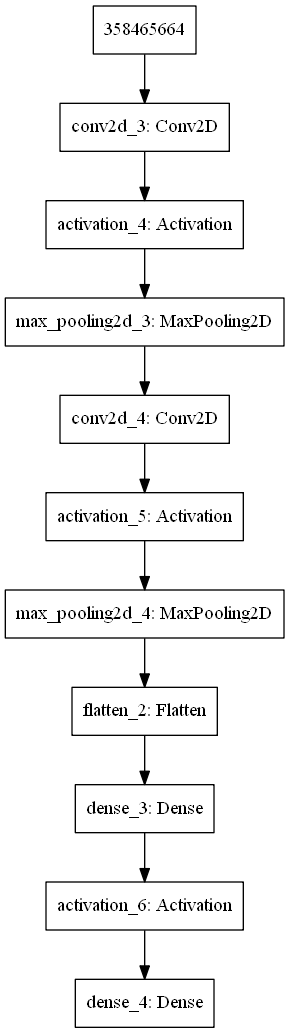 358465664
conv2d_3: Conv2D
activation_4: Activation
max_pooling2d_3: MaxPooling2D
conv2d_4: Conv2D
activation_5: Activation
max_pooling2d_4: MaxPooling2D
flatten_2: Flatten
dense_3: Dense
activation_6: Activation
dense_4: Dense